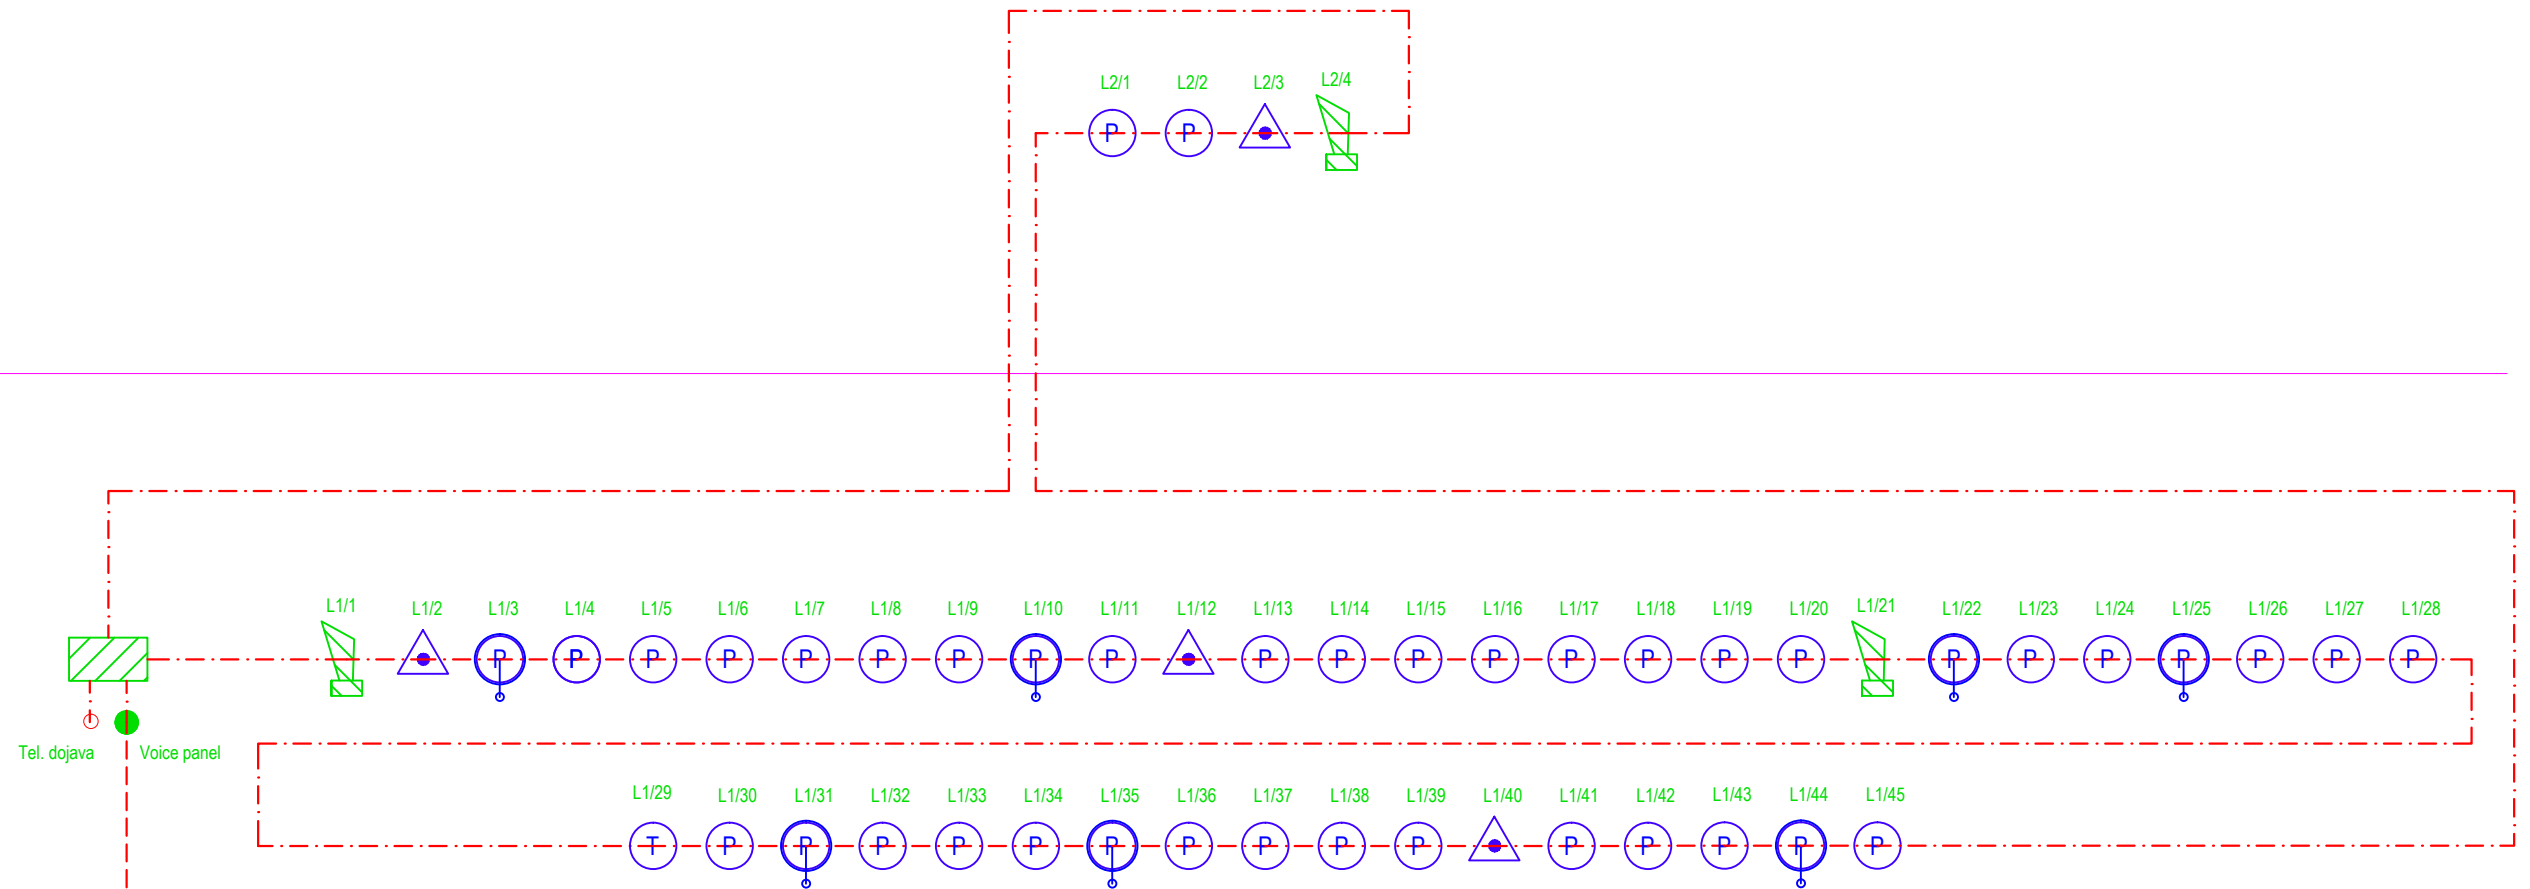 L2/1 L2/2 L2/3 L2/4
P P
L1/1 L1/2 L1/3 L1/4 L1/5 L1/6 L1/7 L1/8 L1/9 L1/10 L1/11 L1/12 L1/13 L1/14 L1/15 L1/16 L1/17 L1/18 L1/19 L1/20 L1/21 L1/22 L1/23 L1/24 L1/25 L1/26 L1/27 L1/28
P P P P P P P P P P P P P P P P P P P P P P P P
Tel. dojava Voice panel
L1/29 L1/30 L1/31 L1/32 L1/33 L1/34 L1/35 L1/36 L1/37 L1/38 L1/39 L1/40 L1/41 L1/42 L1/43 L1/44 L1/45
T P P P P P P P P P P P P P P P